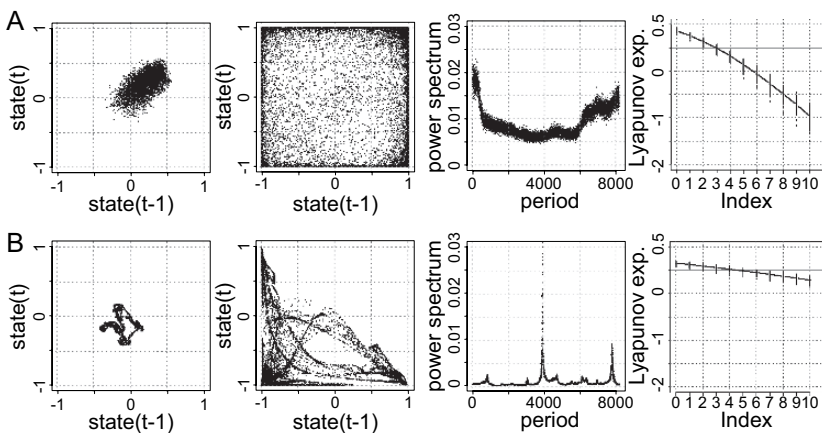 A
state(t)
1
0
-1
-1
0
1
state(t-1)
state(t)
1
0
-1
-1
0
1
state(t-1)
power spectrum
0.03
0.02
0.01
0
0
4000
8000
period
Lyapunov exp.
0.5
0
-1
-2
0 1 2 3 4 5 6 7 8 9 10
Index
B
state(t)
1
0
-1
-1
0
1
state(t-1)
state(t)
1
0
-1
-1
0
1
state(t-1)
power spectrum
0.03
0.02
0.01
0
0
4000
8000
period
Lyapunov exp.
0.5
0
-1
-2
0 1 2 3 4 5 6 7 8 9 10
Index